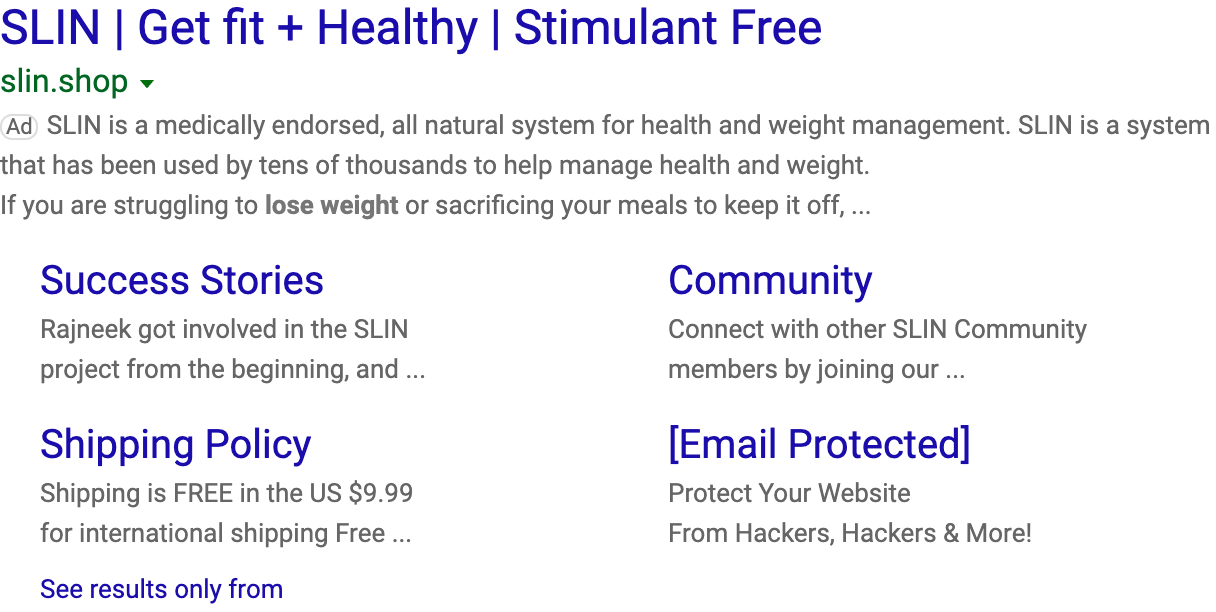 SLIN | Get fit + Healthy | Stimulant Free
slin.shop
Ad SLIN is a medically endorsed, all natural system for health and weight management. SLIN is a system
that has been used by tens of thousands to help manage health and weight.
If you are struggling to lose weight or sacrificing your meals to keep it off, ...
Success Stories
Rajneek got involved in the SLIN
project from the beginning, and ...
Community
Connect with other SLIN Community
members by joining our ...
Shipping Policy
Shipping is FREE in the US $9.99
for international shipping Free ...
[Email Protected]
Protect Your Website
From Hackers, Hackers & More!
See results only from